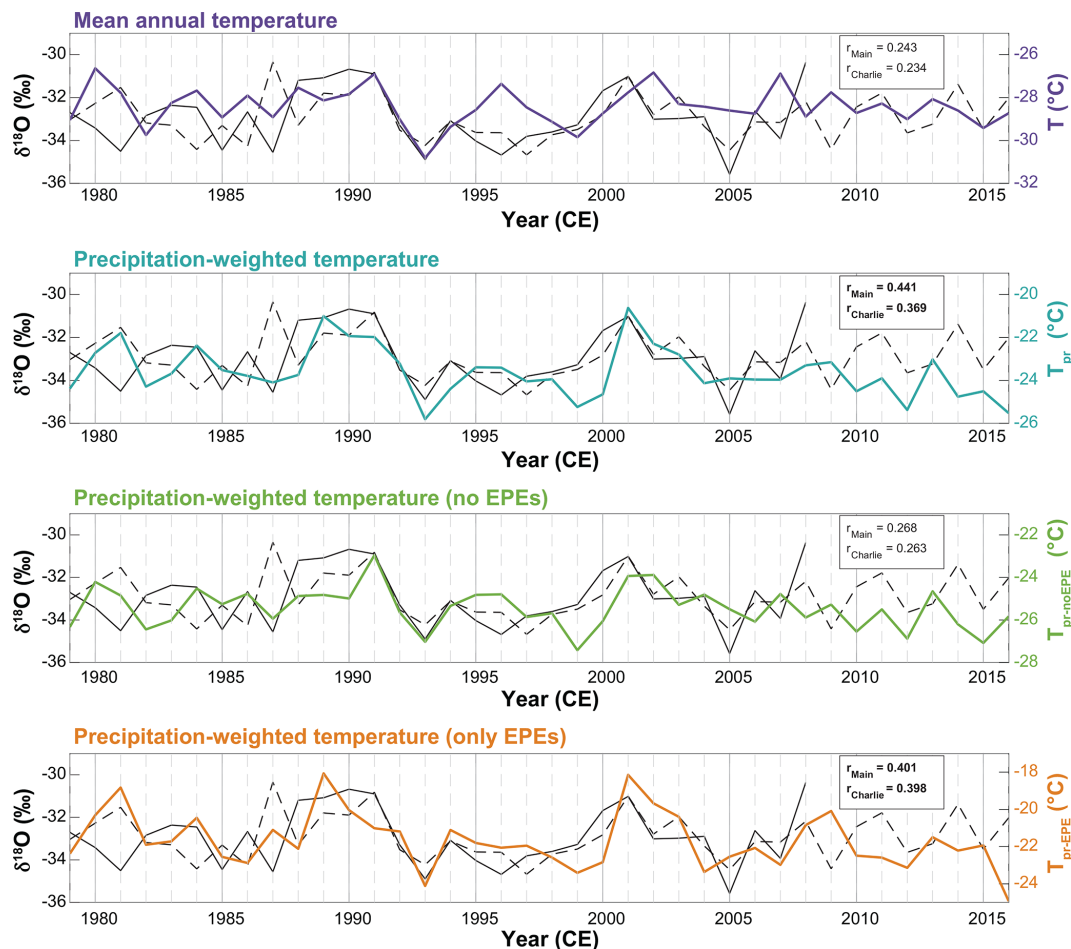 Mean annual temperature
-30
-32
-34
-36
δ¹⁸O (‰)
r_Main = 0.243
r_Charlie = 0.234
-26
-28
-30
-32
T (°C)
1980 1985 1990 1995 2000 2005 2010 2015
Year (CE)
Precipitation-weighted temperature
-30
-32
-34
-36
δ¹⁸O (‰)
r_Main = 0.441
r_Charlie = 0.369
-20
-22
-24
-26
T_pr (°C)
1980 1985 1990 1995 2000 2005 2010 2015
Year (CE)
Precipitation-weighted temperature (no EPEs)
-30
-32
-34
-36
δ¹⁸O (‰)
r_Main = 0.268
r_Charlie = 0.263
-22
-24
-26
-28
T_pr-noEPE (°C)
1980 1985 1990 1995 2000 2005 2010 2015
Year (CE)
Precipitation-weighted temperature (only EPEs)
-30
-32
-34
-36
δ¹⁸O (‰)
r_Main = 0.401
r_Charlie = 0.398
-18
-20
-22
-24
T_pr-EPE (°C)
1980 1985 1990 1995 2000 2005 2010 2015
Year (CE)